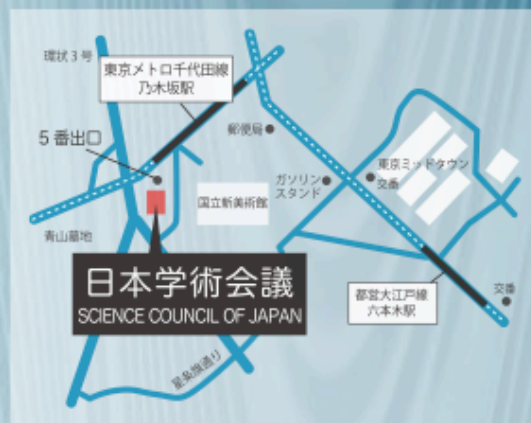 環状3号
東京メトロ千代田線
乃木坂駅
5番出口
郵便局
ガソリン
スタンド
東京ミッドタウン
交番
国立新美術館
青山墓地
日本学術会議
SCIENCE COUNCIL OF JAPAN
都営大江戸線
六本木駅
交番
星条旗通り